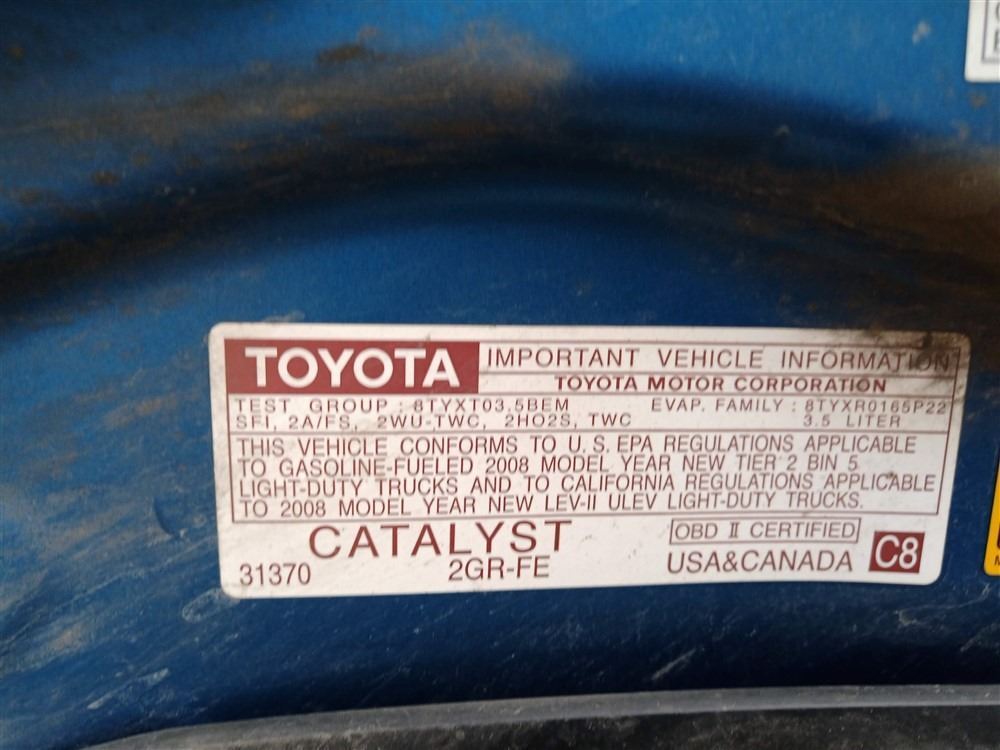 TOYOTA IMPORTANT VEHICLE INFORMATION
TOYOTA MOTOR CORPORATION
TEST GROUP : 8TYXT03.5BEM EVAP. FAMILY : 8TYXR0165P22
SFI, 2A/FS, 2WU-TWC, 2HO2S, TWC 3.5 LITER
THIS VEHICLE CONFORMS TO U.S. EPA REGULATIONS APPLICABLE
TO GASOLINE-FUELED 2008 MODEL YEAR NEW TIER 2 BIN 5
LIGHT-DUTY TRUCKS AND TO CALIFORNIA REGULATIONS APPLICABLE
TO 2008 MODEL YEAR NEW LEV-II ULEV LIGHT-DUTY TRUCKS.
CATALYST OBD II CERTIFIED
31370 2GR-FE USA&CANADA C8